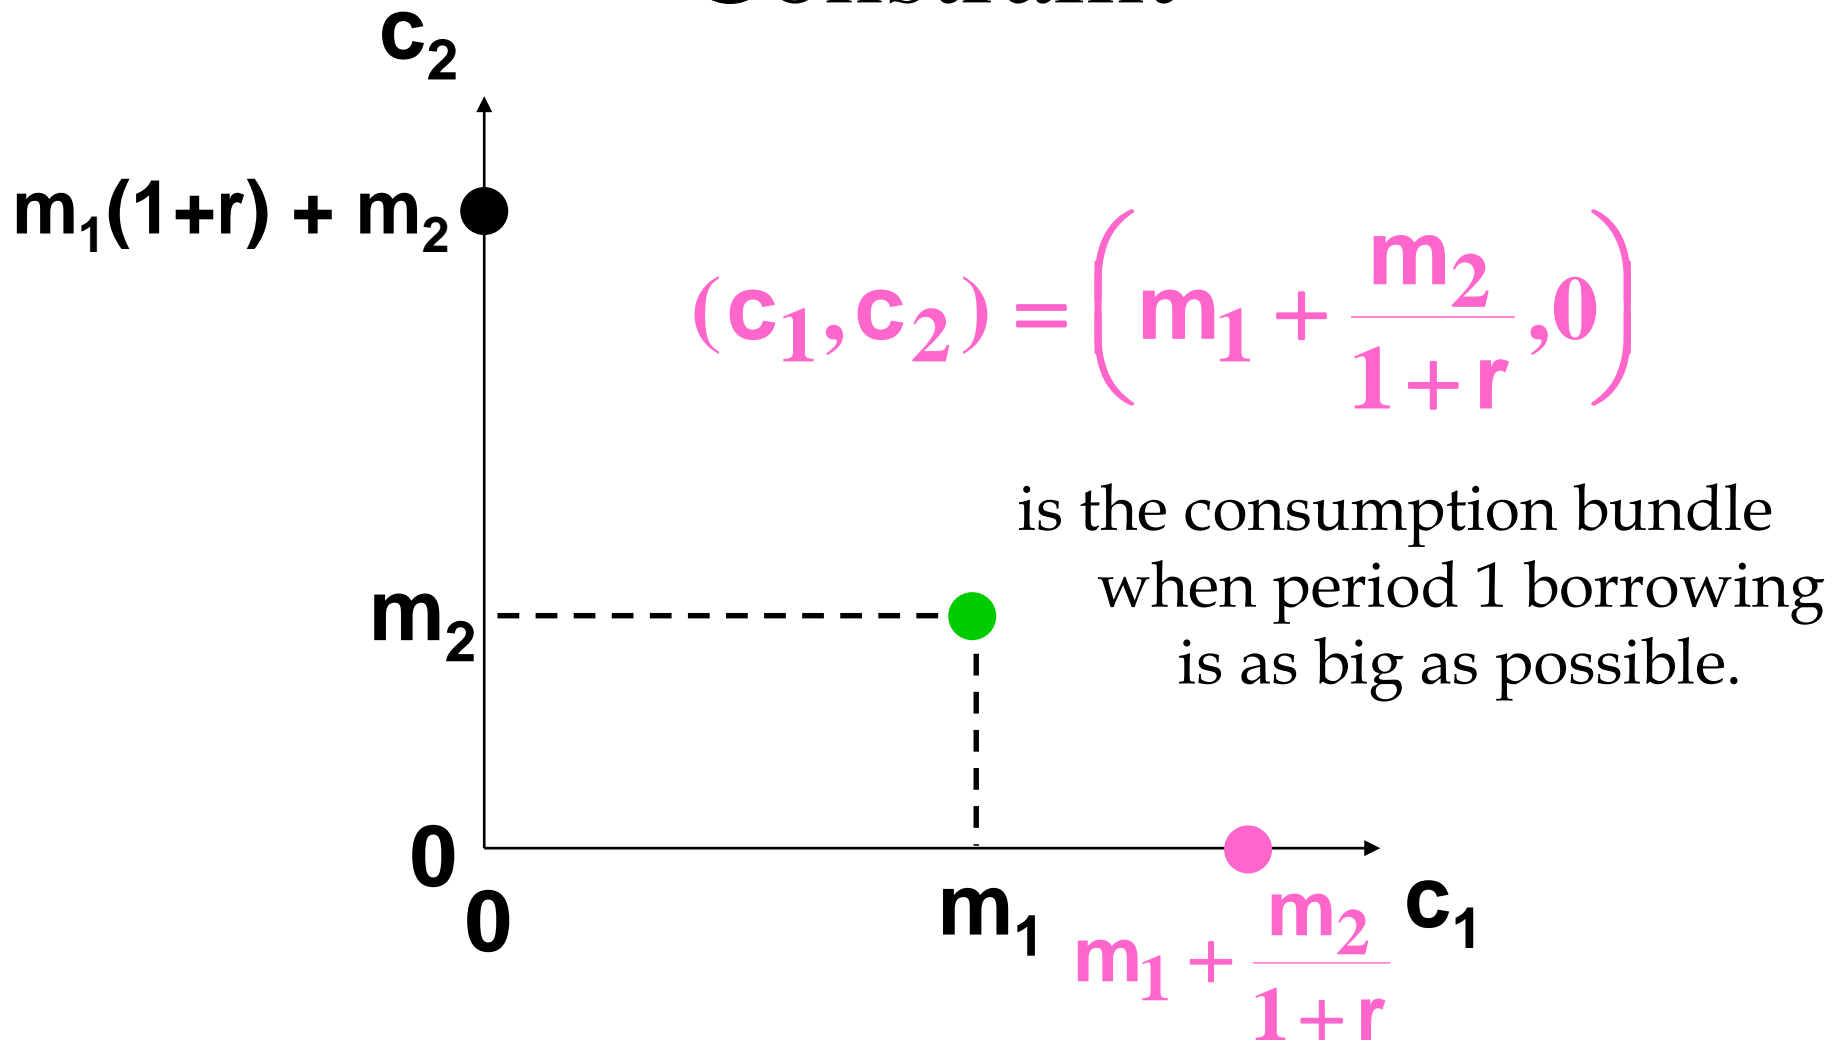 c₂
m₁(1+r) + m₂
(c₁,c₂) = (m₁ + m₂/(1+r) ,0)
is the consumption bundle
when period 1 borrowing
is as big as possible.
m₂
0
0
m₁
m₁ + m₂/(1+r)
c₁